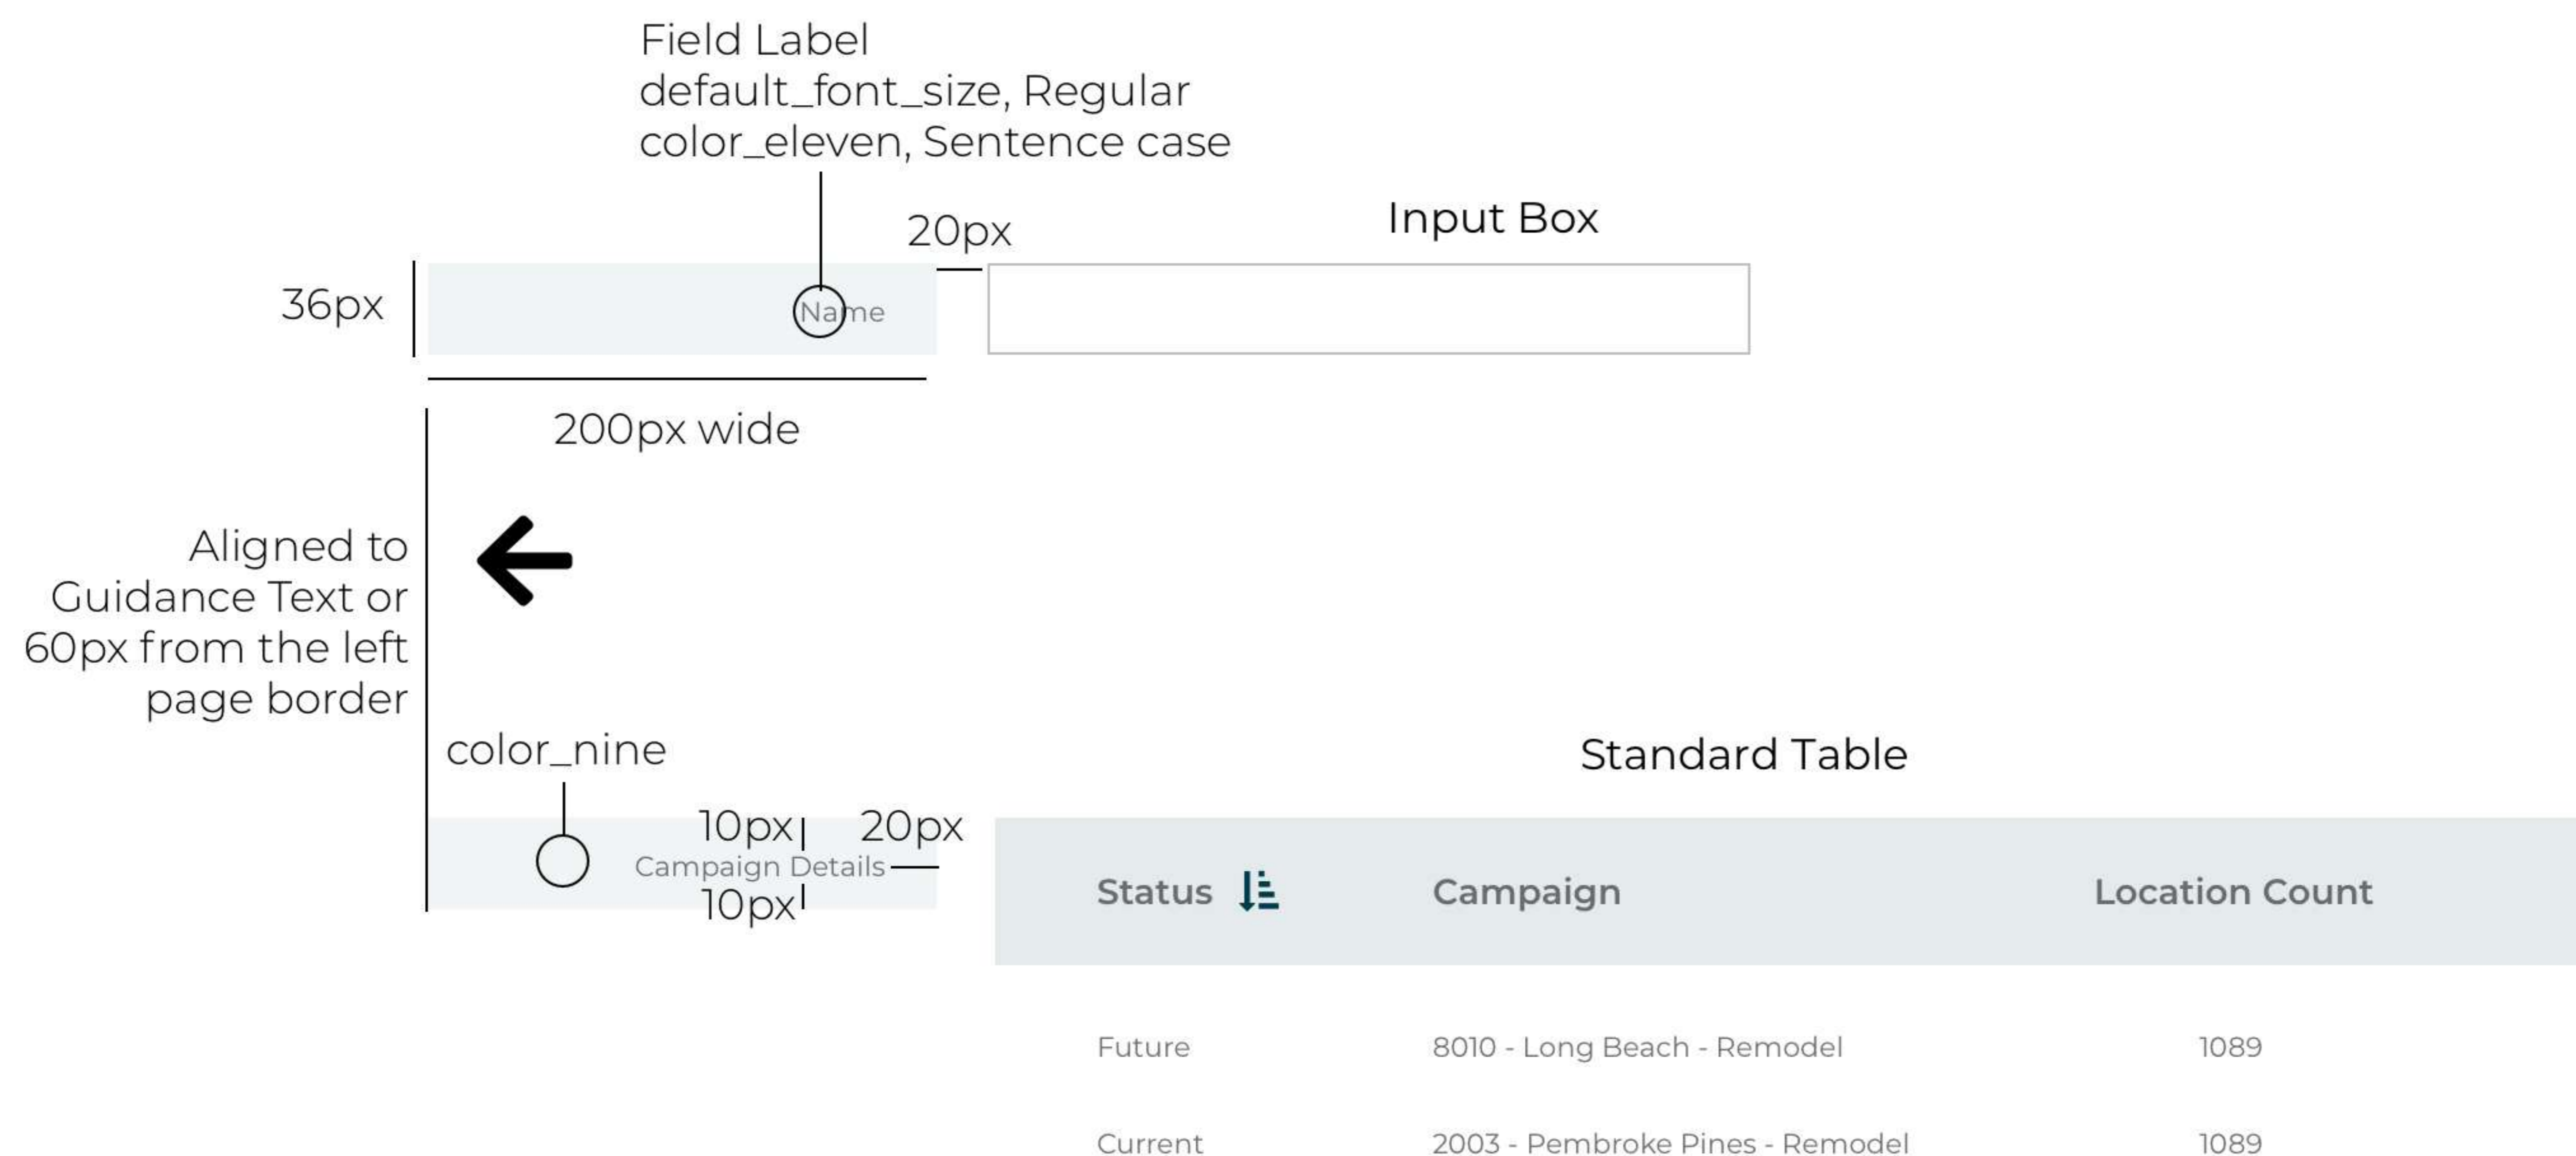 Field Label
default_font_size, Regular
color_eleven, Sentence case
20px
Input Box
36px
Name
200px wide
Aligned to
Guidance Text or
60px from the left
page border
color_nine
Standard Table
10px
20px
Campaign Details
10px
Status
Campaign
Location Count
Future
8010 - Long Beach - Remodel
1089
Current
2003 - Pembroke Pines - Remodel
1089